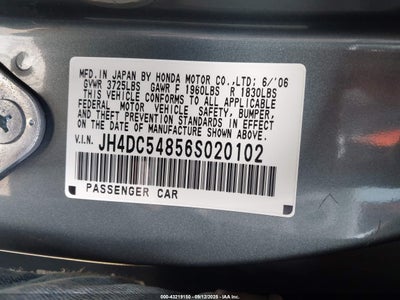 MFD. IN JAPAN BY HONDA MOTOR CO.,LTD; 6/'06
GVWR 3725LBS GAWR F 1960LBS R 1830LBS
THIS VEHICLE CONFORMS TO ALL APPLICABLE
FEDERAL MOTOR VEHICLE SAFETY, BUMPER,
AND THEFT PREVENTION STANDARDS IN EFFECT
ON THE DATE OF MANUFACTURE SHOWN ABOVE.
V.I.N. JH4DC54856S020102
PASSENGER CAR
000-43219150 - 09/12/2025 - IAA, Inc.